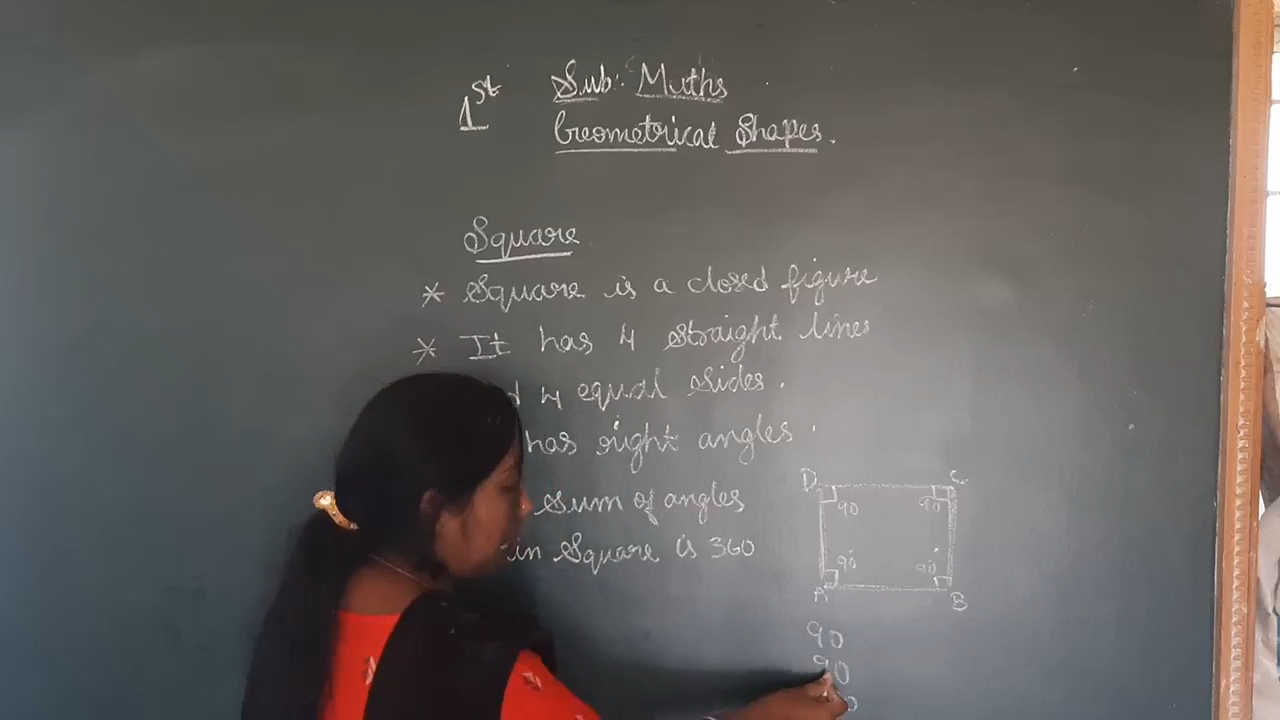 1st
Sub: Maths
Geometrical Shapes.
Square
* Square is a closed figure
* It has 4 straight lines
4 equal sides.
has right angles.
sum of angles
in Square is 360
D C
90 90
90° 90°
A B
90
90